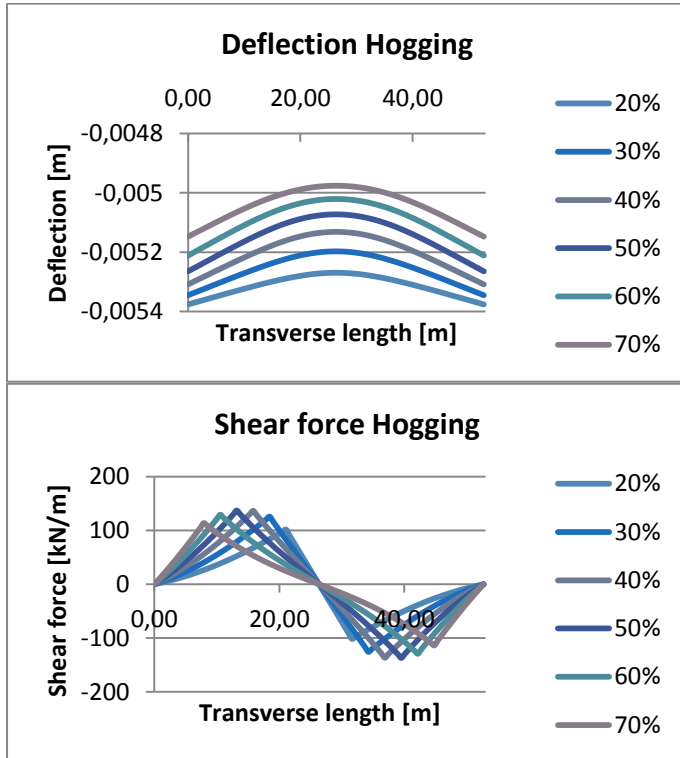 Deflection Hogging
0,00 20,00 40,00
-0,0048
-0,005
-0,0052
-0,0054
Deflection [m]
Transverse length [m]
20%
30%
40%
50%
60%
70%
Shear force Hogging
200
100
0
-100
-200
0,00 20,00 40,00
Shear force [kN/m]
Transverse length [m]
20%
30%
40%
50%
60%
70%